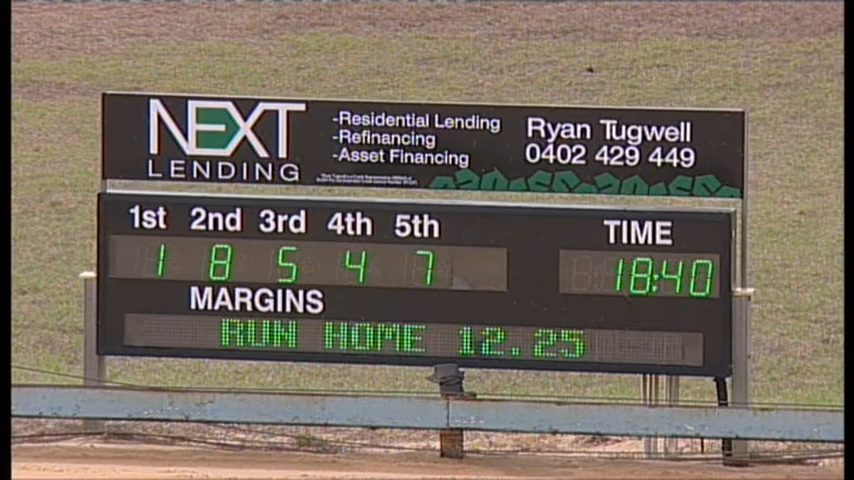 NEXT
LENDING
-Residential Lending
-Refinancing
-Asset Financing
Ryan Tugwell
0402 429 449
1st 2nd 3rd 4th 5th TIME
1 8 5 4 7 18:40
MARGINS
RUN HOME 12.25